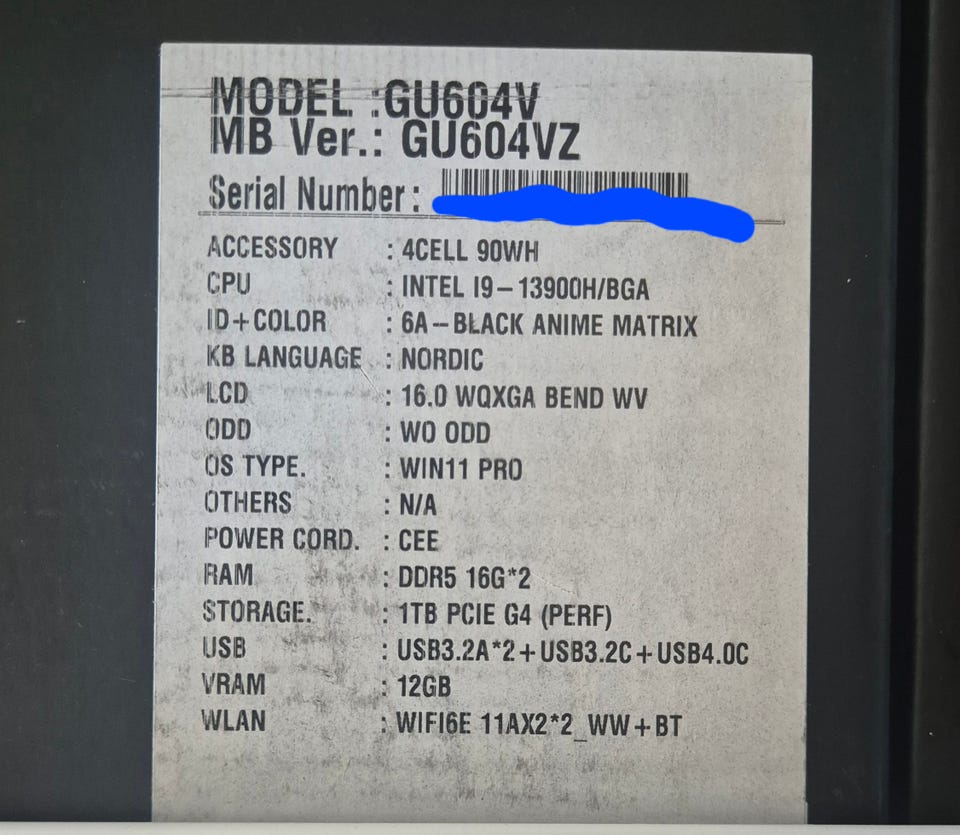 MODEL :GU604V
MB Ver.: GU604VZ
Serial Number:
ACCESSORY : 4CELL 90WH
CPU : INTEL I9-13900H/BGA
ID+COLOR : 6A-BLACK ANIME MATRIX
KB LANGUAGE : NORDIC
LCD : 16.0 WQXGA BEND WV
ODD : WO ODD
OS TYPE. : WIN11 PRO
OTHERS : N/A
POWER CORD. : CEE
RAM : DDR5 16G*2
STORAGE. : 1TB PCIE G4 (PERF)
USB : USB3.2A*2+USB3.2C+USB4.0C
VRAM : 12GB
WLAN : WIFI6E 11AX2*2_WW+BT